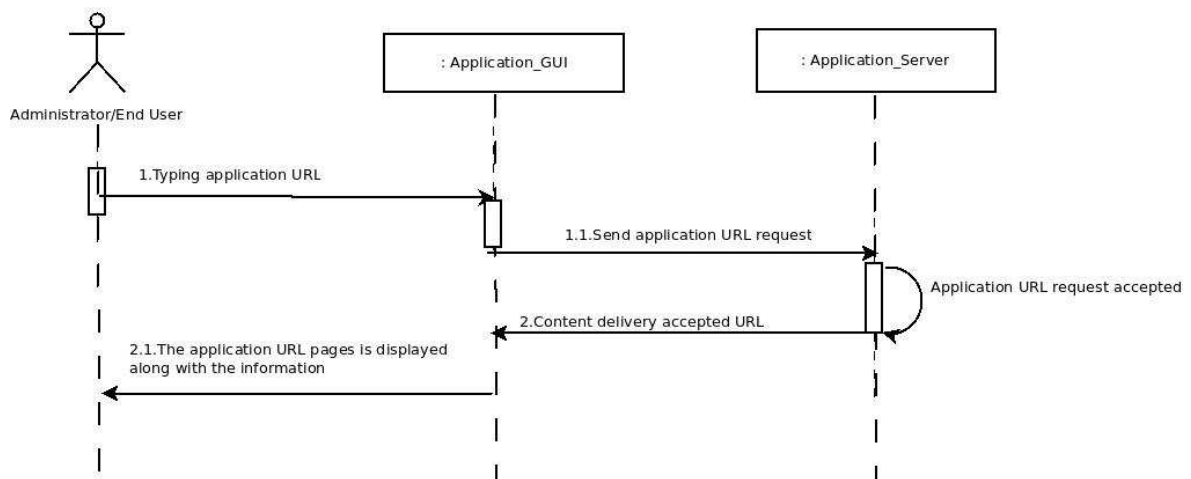 : Application_GUI
: Application_Server
Administrator/End User
1.Typing application URL
1.1.Send application URL request
Application URL request accepted
2.Content delivery accepted URL
2.1.The application URL pages is displayed
along with the information